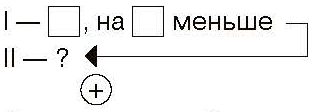 I — □, на □ меньше
II — ?
+